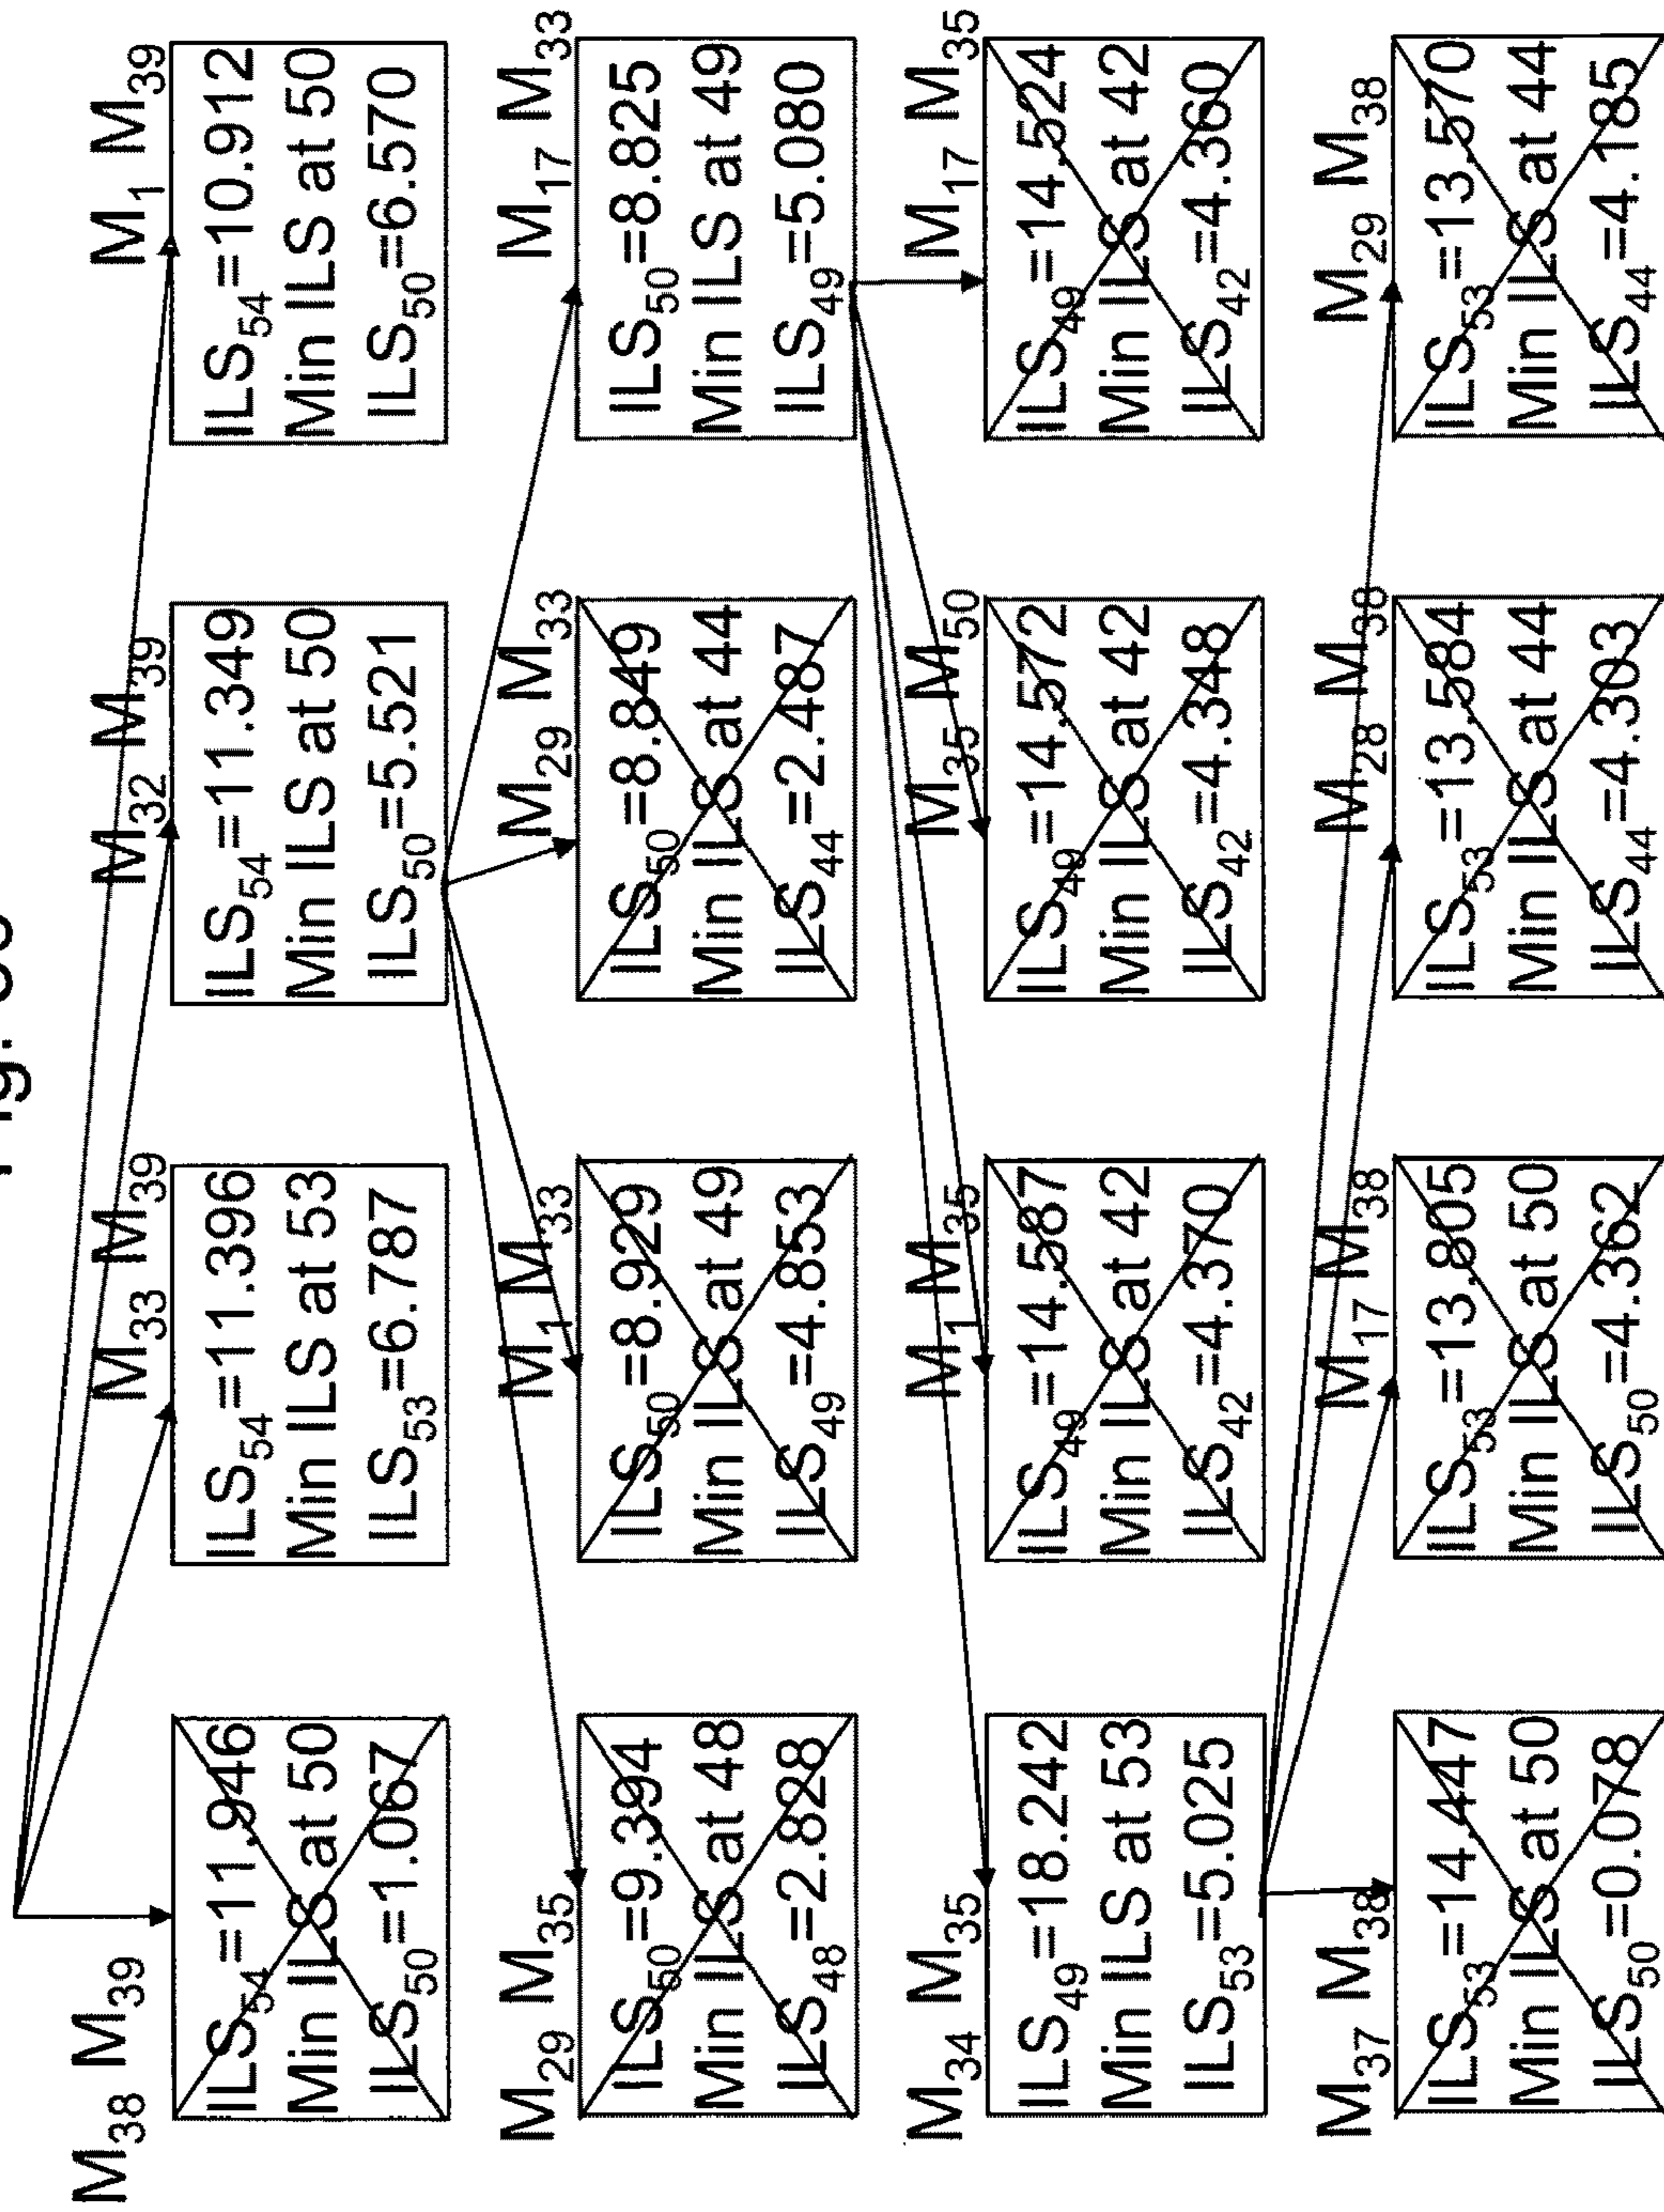 Fig.
M38 M39
ILS54=11.946
Min ILS at 50
ILS50=1.067
M33 M39
ILS54=11.396
Min ILS at 53
ILS53=6.787
M32 M39
ILS54=11.349
Min ILS at 50
ILS50=5.521
M1 M39
ILS54=10.912
Min ILS at 50
ILS50=6.570
M29 M35
ILS50=9.394
Min ILS at 48
ILS48=2.828
M1 M33
ILS50=8.929
Min ILS at 49
ILS49=4.853
M29 M33
ILS50=8.849
Min ILS at 44
ILS44=2.487
M17 M33
ILS50=8.825
Min ILS at 49
ILS49=5.080
M34 M35
ILS49=18.242
Min ILS at 53
ILS53=5.025
M1 M35
ILS49=14.587
Min ILS at 42
ILS42=4.370
M35 M50
ILS49=14.572
Min ILS at 42
ILS42=4.348
M17 M35
ILS49=14.524
Min ILS at 42
ILS42=4.360
M37 M38
ILS53=14.447
Min ILS at 50
ILS50=0.078
M17 M38
ILS53=13.805
Min ILS at 50
ILS50=4.362
M28 M38
ILS53=13.584
Min ILS at 44
ILS44=4.303
M29 M38
ILS53=13.570
Min ILS at 44
ILS44=4.185